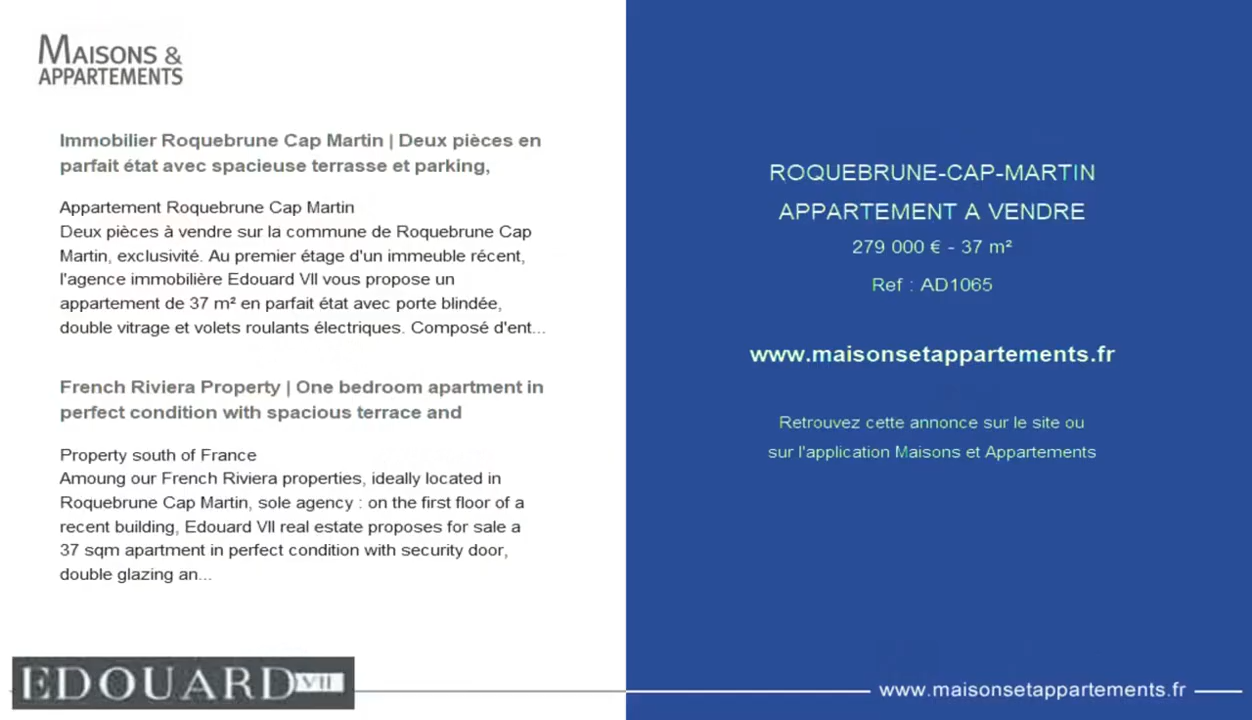 MAISONS &
APPARTEMENTS
Immobilier Roquebrune Cap Martin | Deux pièces en
parfait état avec spacieuse terrasse et parking,
Appartement Roquebrune Cap Martin
Deux pièces à vendre sur la commune de Roquebrune Cap
Martin, exclusivité. Au premier étage d'un immeuble récent,
l'agence immobilière Edouard VII vous propose un
appartement de 37 m² en parfait état avec porte blindée,
double vitrage et volets roulants électriques. Composé d'ent...
French Riviera Property | One bedroom apartment in
perfect condition with spacious terrace and
Property south of France
Amoung our French Riviera properties, ideally located in
Roquebrune Cap Martin, sole agency : on the first floor of a
recent building, Edouard VII real estate proposes for sale a
37 sqm apartment in perfect condition with security door,
double glazing an...
EDOUARD VII
ROQUEBRUNE-CAP-MARTIN
APPARTEMENT A VENDRE
279 000 € - 37 m²
Ref : AD1065
www.maisonsetappartements.fr
Retrouvez cette annonce sur le site ou
sur l'application Maisons et Appartements
www.maisonsetappartements.fr